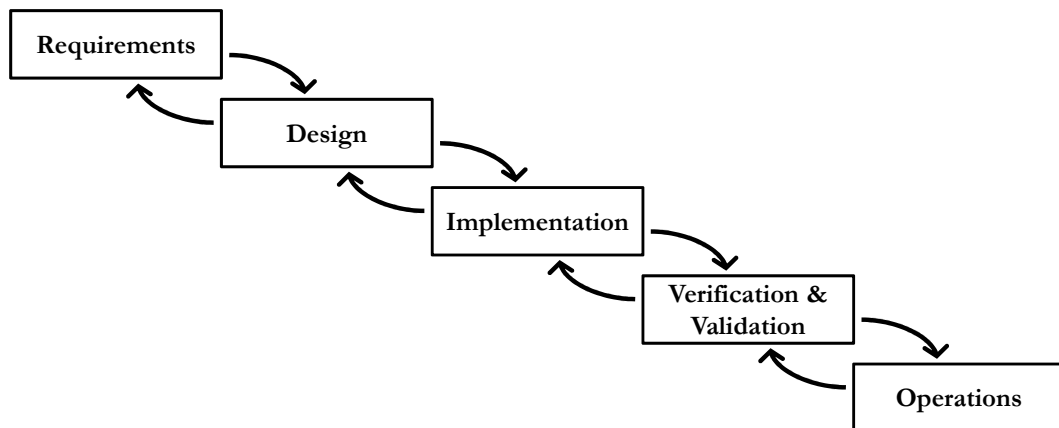 Requirements
Design
Implementation
Verification &
Validation
Operations